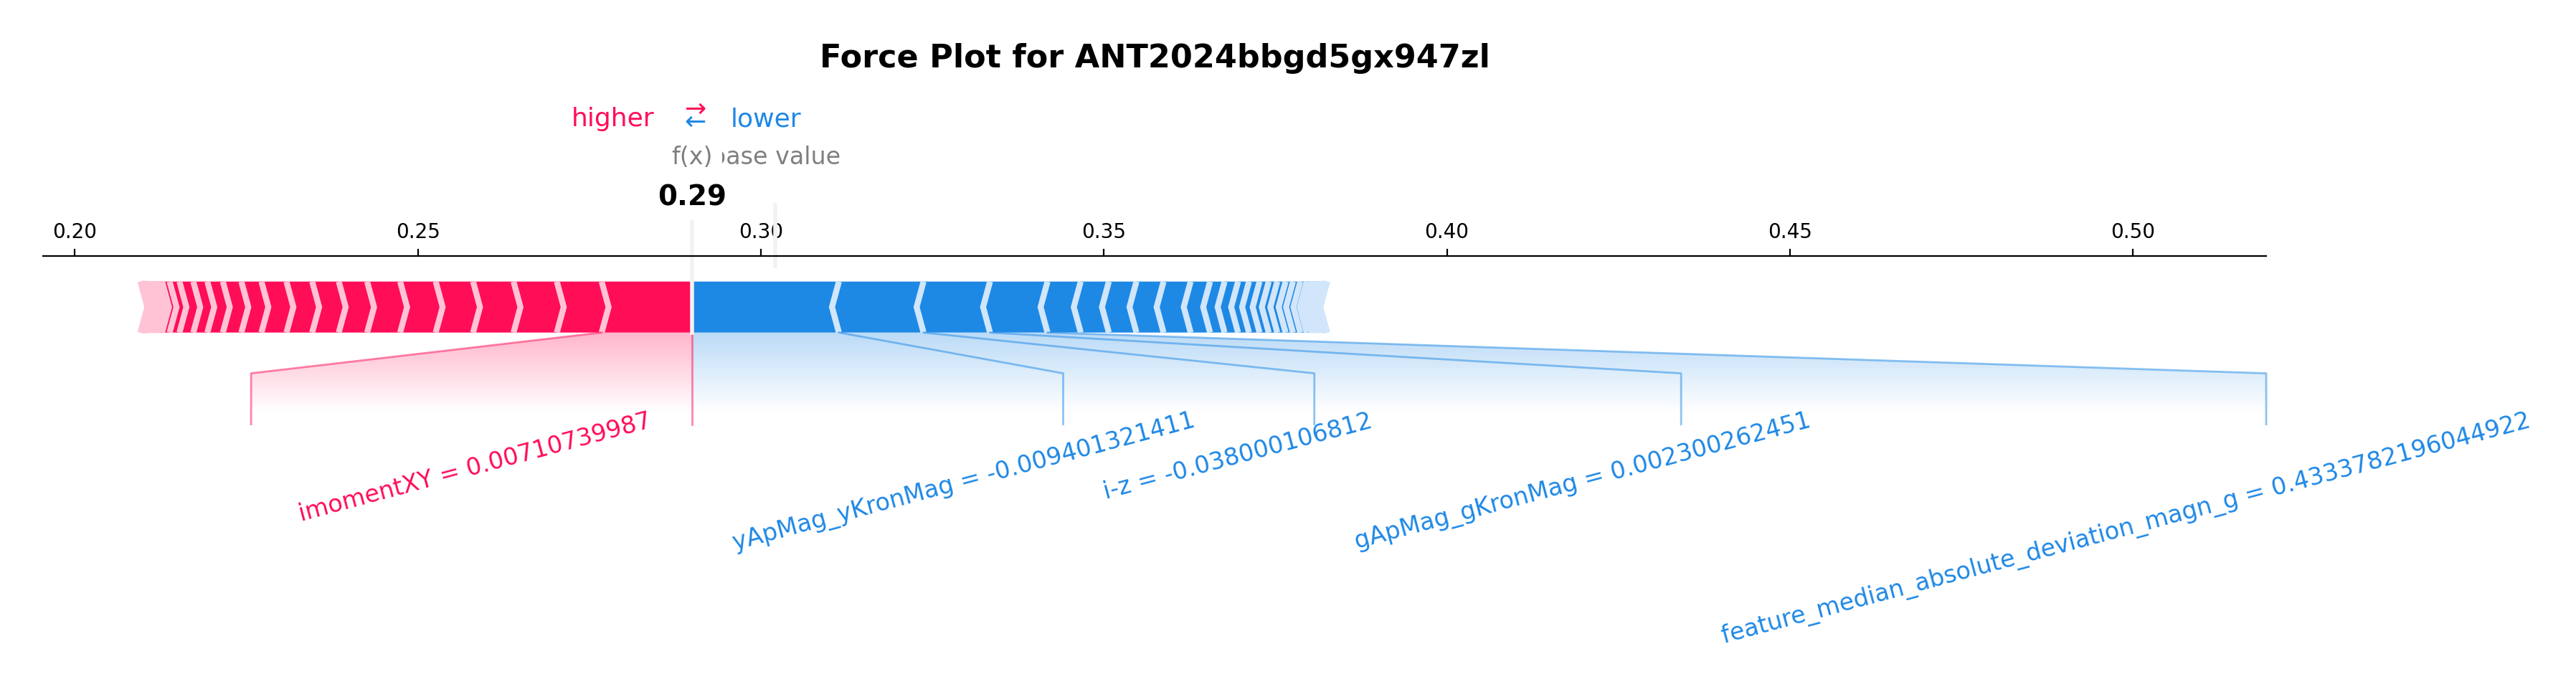 Force Plot for ANT2024bbgd5gx947zl
higher ⇄ lower
f(x) ase value
0.29
0.20 0.25 0.30 0.35 0.40 0.45 0.50
imomentXY = 0.00710739987
yApMag_yKronMag = -0.009401321411
i-z = -0.038000106812
gApMag_gKronMag = 0.002300262451
feature_median_absolute_deviation_magn_g = 0.4333782196044922